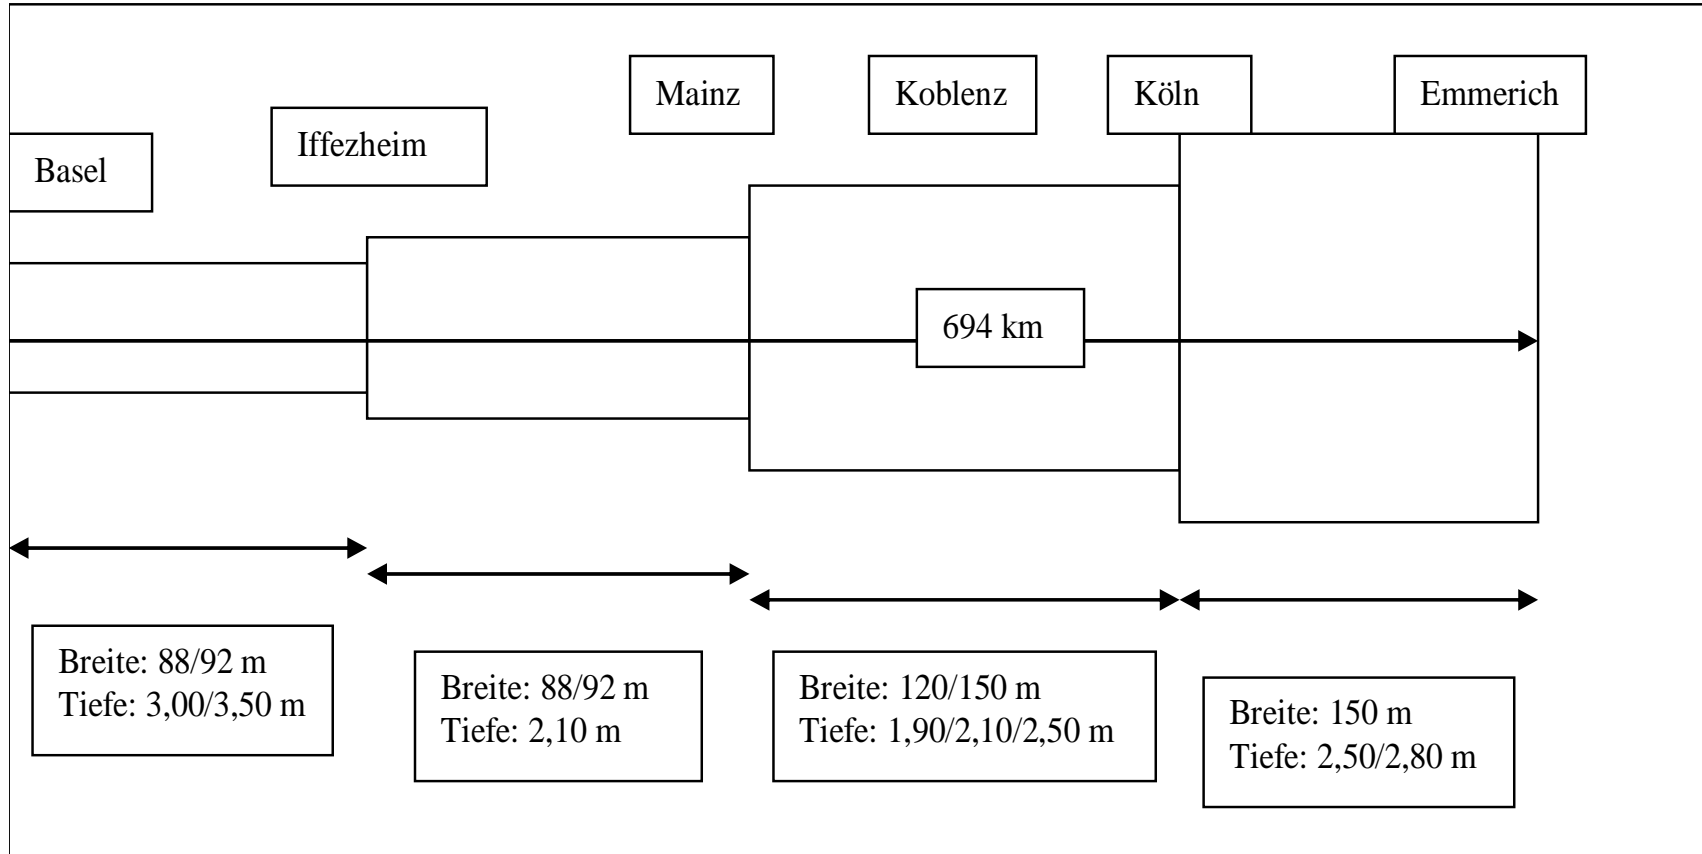 Mainz
Koblenz
Köln
Emmerich
Iffezheim
Basel
694 km
Breite: 88/92 m
Tiefe: 3,00/3,50 m
Breite: 88/92 m
Tiefe: 2,10 m
Breite: 120/150 m
Tiefe: 1,90/2,10/2,50 m
Breite: 150 m
Tiefe: 2,50/2,80 m